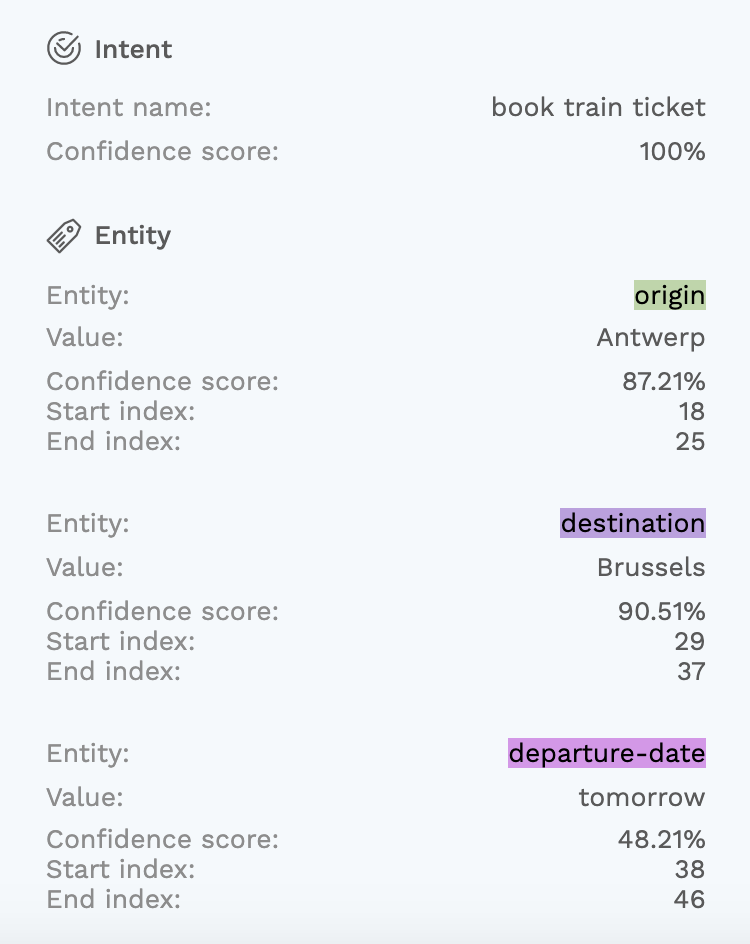 Intent
Intent name: book train ticket
Confidence score: 100%
Entity
Entity: origin
Value: Antwerp
Confidence score: 87.21%
Start index: 18
End index: 25
Entity: destination
Value: Brussels
Confidence score: 90.51%
Start index: 29
End index: 37
Entity: departure-date
Value: tomorrow
Confidence score: 48.21%
Start index: 38
End index: 46